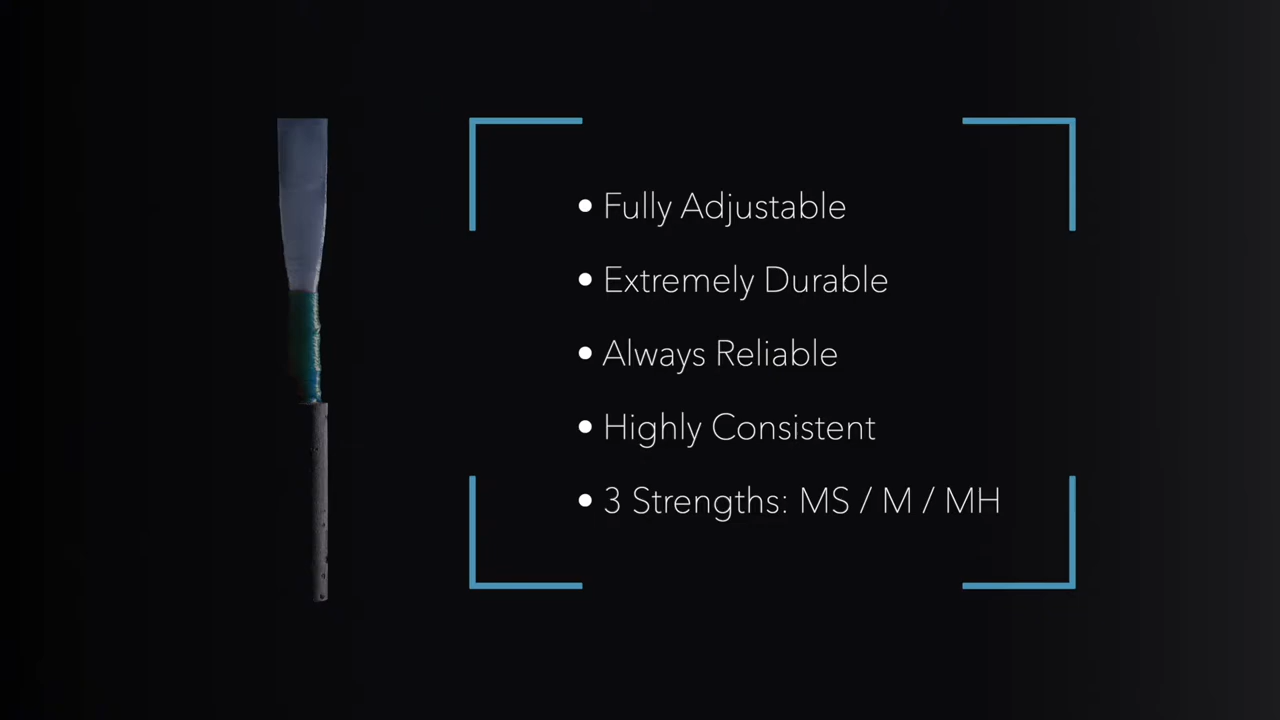 • Fully Adjustable
• Extremely Durable
• Always Reliable
• Highly Consistent
• 3 Strengths: MS / M / MH